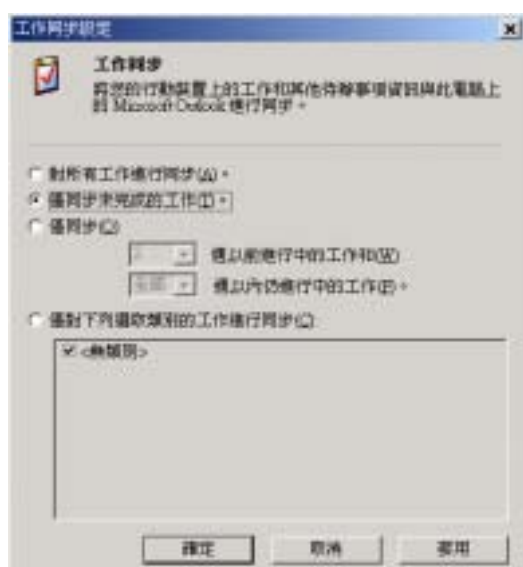 工作同步設定
工作同步
將您的行動裝置上的工作和其他待辦事項資訊與此電腦上
的 Microsoft Outlook 進行同步。
對所有工作進行同步(A)。
僅同步未完成的工作(I)。
僅同步(O)
週以前進行中的工作和(W)
全部 週以內仍進行中的工作(F)。
僅對下列選取類別的工作進行同步(C)
<無類別>
確定 取消 套用